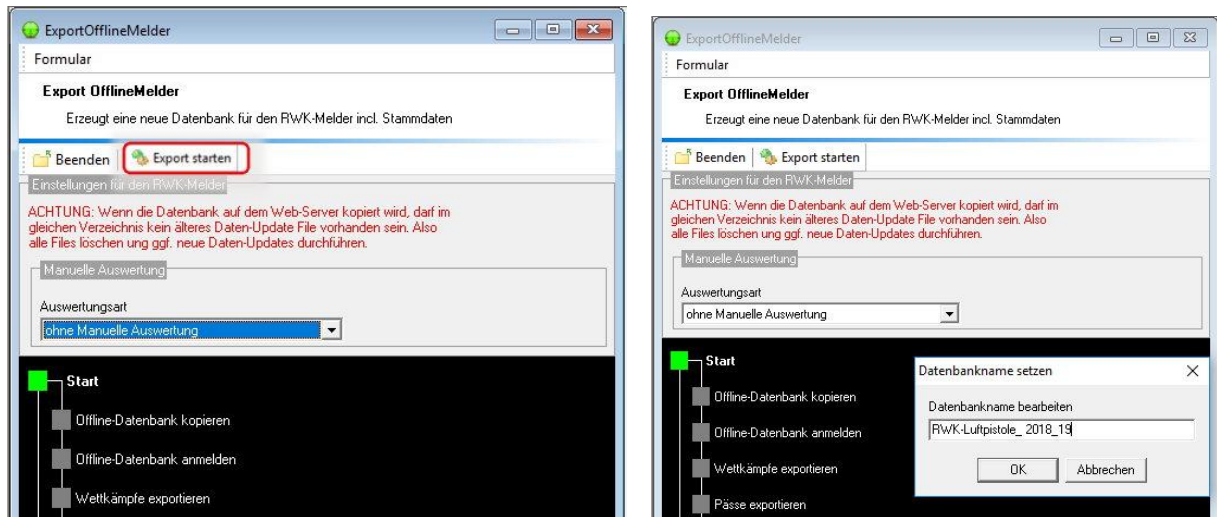 ExportOfflineMelder
Formular
Export OfflineMelder
Erzeugt eine neue Datenbank für den RWK-Melder incl. Stammdaten
Beenden
Export starten
Einstellungen für den RWK-Melder
ACHTUNG: Wenn die Datenbank auf dem Web-Server kopiert wird, darf im
gleichen Verzeichnis kein älteres Daten-Update File vorhanden sein. Also
alle Files löschen ung ggf. neue Daten-Updates durchführen.
Manuelle Auswertung
Auswertungsart
ohne Manuelle Auswertung
Start
Offline-Datenbank kopieren
Offline-Datenbank anmelden
Wettkämpfe exportieren
ExportOfflineMelder
Formular
Export OfflineMelder
Erzeugt eine neue Datenbank für den RWK-Melder incl. Stammdaten
Beenden
Export starten
Einstellungen für den RWK-Melder
ACHTUNG: Wenn die Datenbank auf dem Web-Server kopiert wird, darf im
gleichen Verzeichnis kein älteres Daten-Update File vorhanden sein. Also
alle Files löschen ung ggf. neue Daten-Updates durchführen.
Manuelle Auswertung
Auswertungsart
ohne Manuelle Auswertung
Start
Offline-Datenbank kopieren
Offline-Datenbank anmelden
Wettkämpfe exportieren
Pässe exportieren
Datenbankname setzen
Datenbankname bearbeiten
RWK-Luftpistole_ 2018_19
OK
Abbrechen